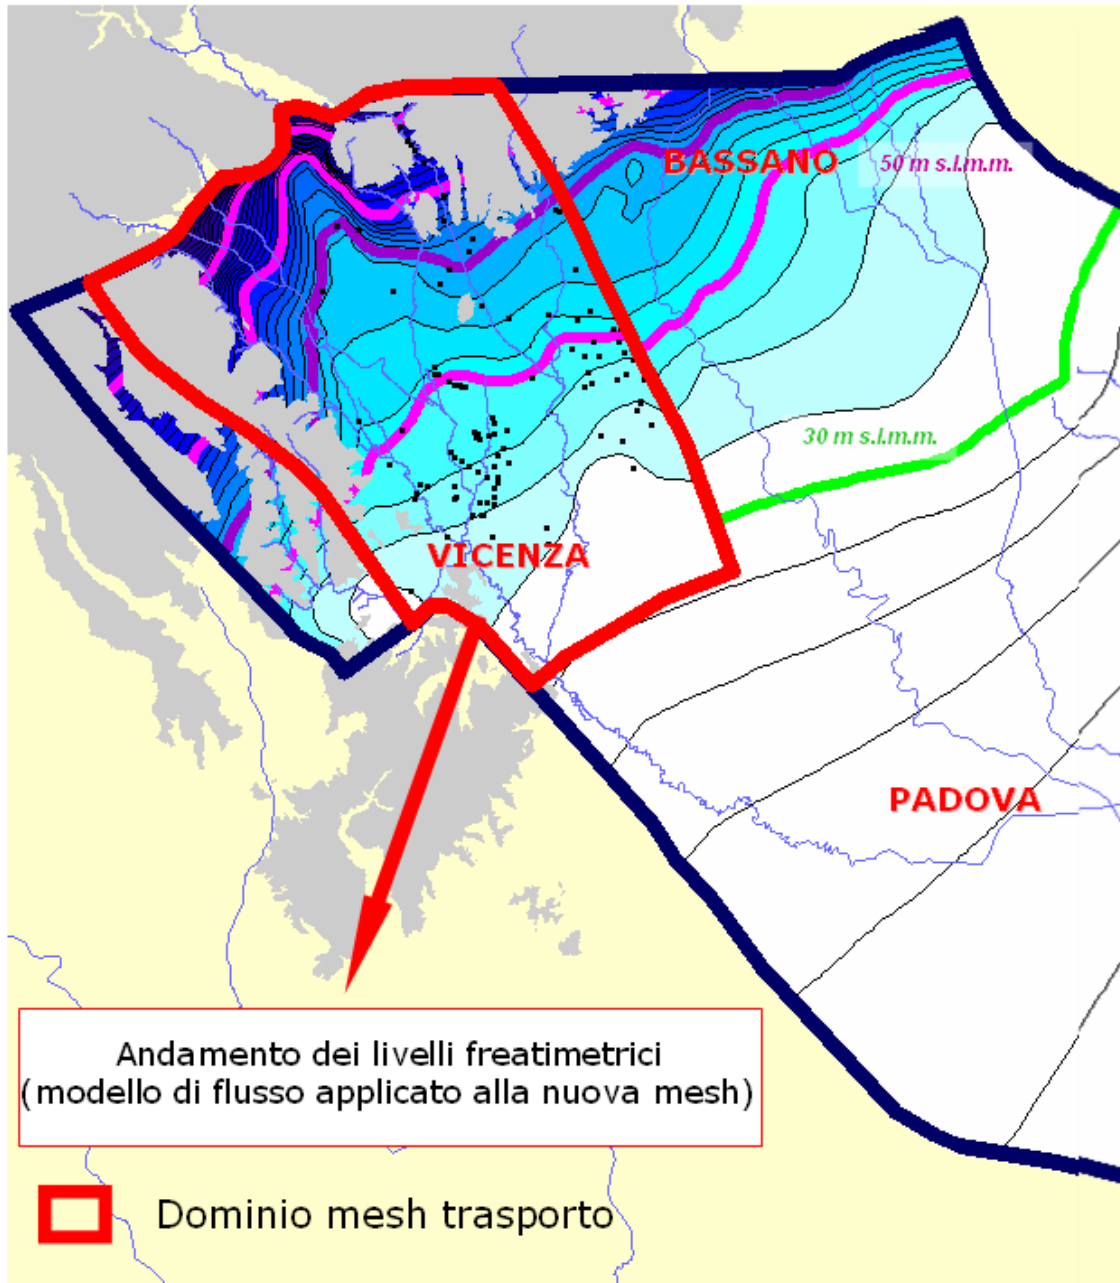 BASSANO
50 m s.l.m.m.
30 m s.l.m.m.
VICENZA
PADOVA
Andamento dei livelli freatimetrici
(modello di flusso applicato alla nuova mesh)
Dominio mesh trasporto